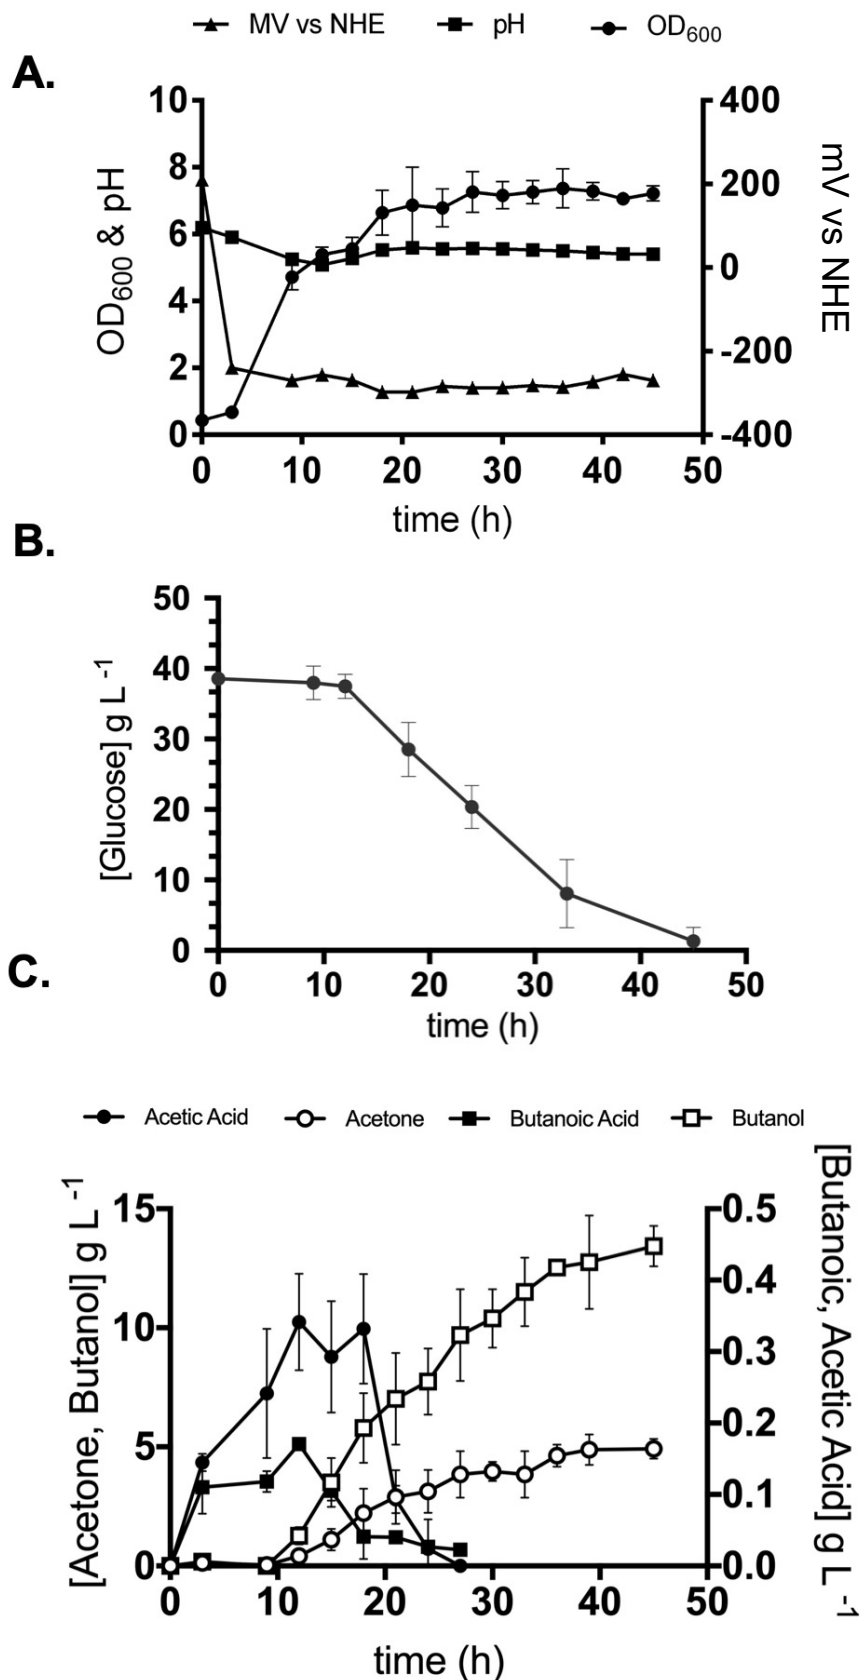 MV vs NHE pH OD600
A.
10 400
8
200
6
0
4
-200
2
0 -400
OD600 & pH
mV vs NHE
0 10 20 30 40 50
time (h)
B.
50
40
30
20
10
0
[Glucose] g L -1
0 10 20 30 40 50
time (h)
C.
Acetic Acid Acetone Butanoic Acid Butanol
15 0.5
0.4
10
0.3
0.2
5
0.1
0 0.0
[Acetone, Butanol] g L -1
[Butanoic, Acetic Acid] g L -1
0 10 20 30 40 50
time (h)